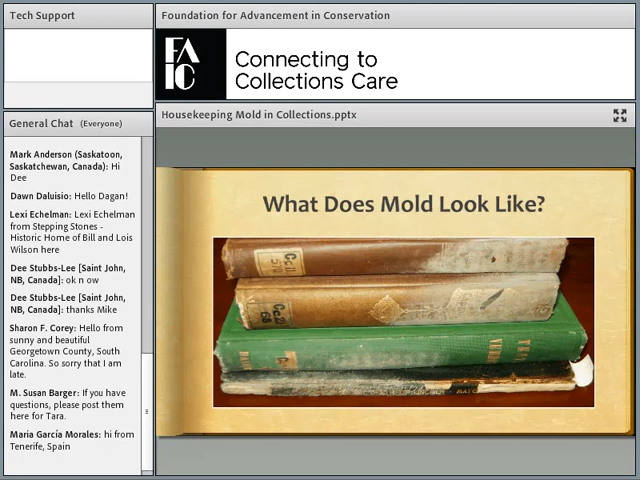 Tech Support
Foundation for Advancement in Conservation
FA
IC
Connecting to
Collections Care
General Chat (Everyone)
Mark Anderson (Saskatoon,
Saskatchewan, Canada): Hi
Dee
Dawn Daluisio: Hello Dagan!
Lexi Echelman: Lexi Echelman
from Stepping Stones -
Historic Home of Bill and Lois
Wilson here
Dee Stubbs-Lee [Saint John,
NB, Canada]: ok n ow
Dee Stubbs-Lee [Saint John,
NB, Canada]: thanks Mike
Sharon F. Corey: Hello from
sunny and beautiful
Georgetown County, South
Carolina. So sorry that I am
late.
M. Susan Barger: If you have
questions, please post them
here for Tara.
Maria García Morales: hi from
Tenerife, Spain
Housekeeping Mold in Collections.pptx
What Does Mold Look Like?